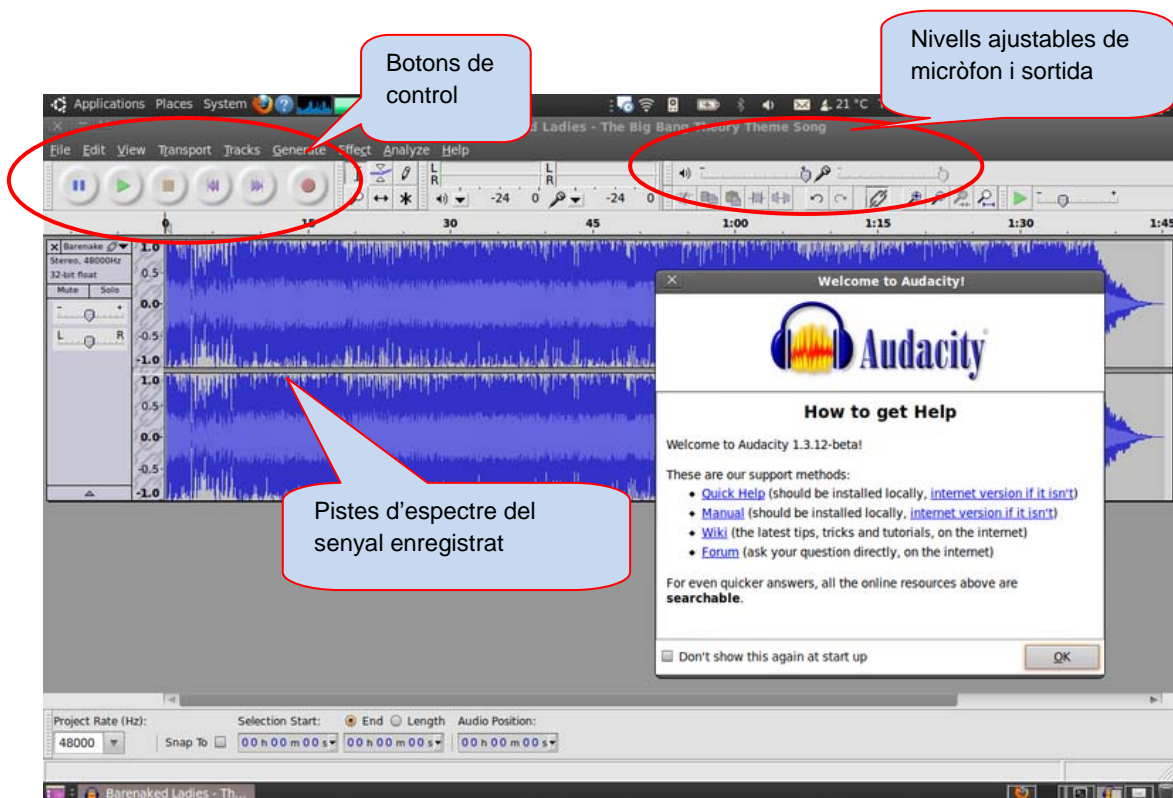 Botons de
control
Nivells ajustables de
micròfon i sortida
Applications Places System
21 °C
d Ladies - The Big Bang Theory Theme Song
File Edit View Transport Tracks Generate Effect Analyze Help
L
R
L
R
-24 0 -24 0
0 15 30 45 1:00 1:15 1:30 1:45
Barenake
Stereo, 48000Hz
32-bit float
Mute Solo
- +
L R
1.0
0.5
0.0
-0.5
-1.0
1.0
0.5
0.0
-0.5
-1.0
Pistes d’espectre del
senyal enregistrat
Welcome to Audacity!
Audacity
How to get Help
Welcome to Audacity 1.3.12-beta!
These are our support methods:
Quick Help (should be installed locally, internet version if it isn't)
Manual (should be installed locally, internet version if it isn't)
Wiki (the latest tips, tricks and tutorials, on the internet)
Forum (ask your question directly, on the internet)
For even quicker answers, all the online resources above are
searchable.
Don't show this again at start up
OK
Project Rate (Hz): Selection Start: End Length Audio Position:
48000 Snap To 00 h 00 m 00 s 00 h 00 m 00 s 00 h 00 m 00 s
Barenaked Ladies - Th...